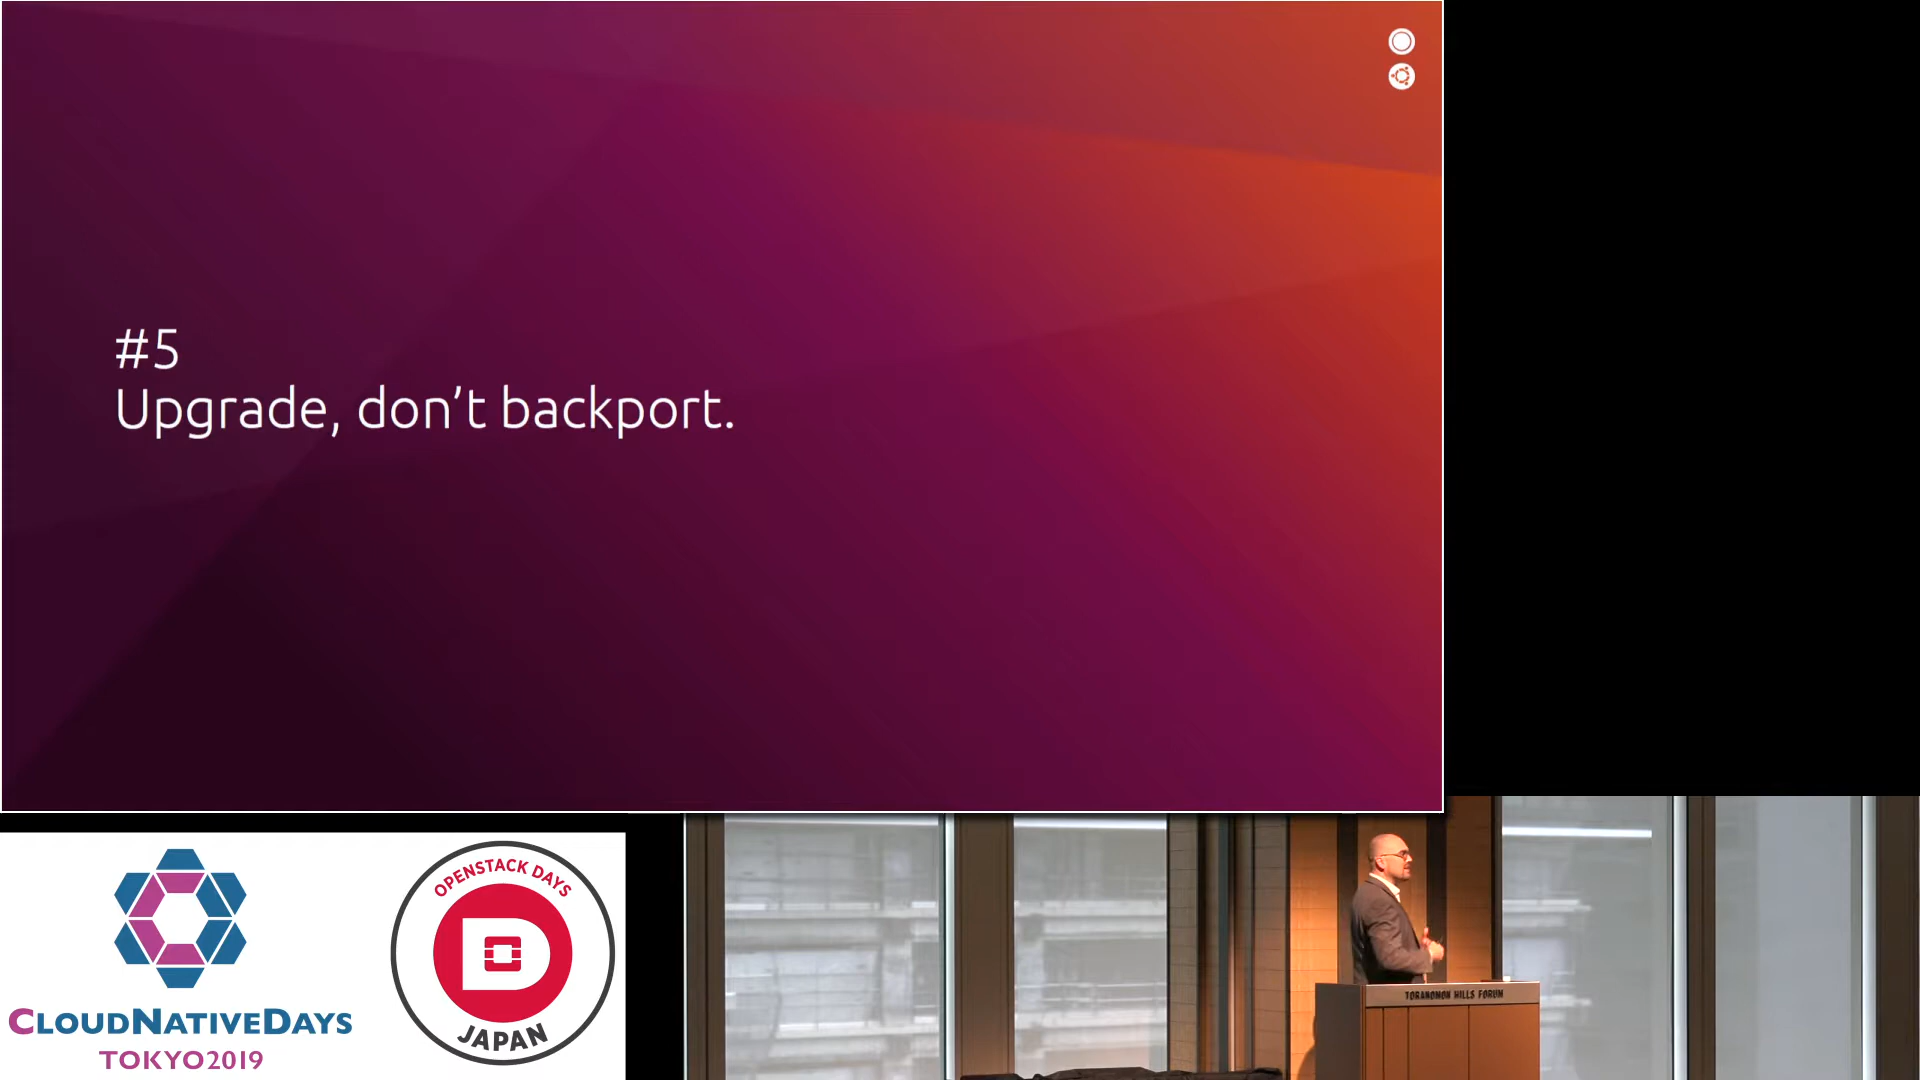 #5
Upgrade, don’t backport.
CLOUDNATIVEDAYS
TOKYO2019
OPENSTACK DAYS
JAPAN
TORANOMON HILLS FORUM